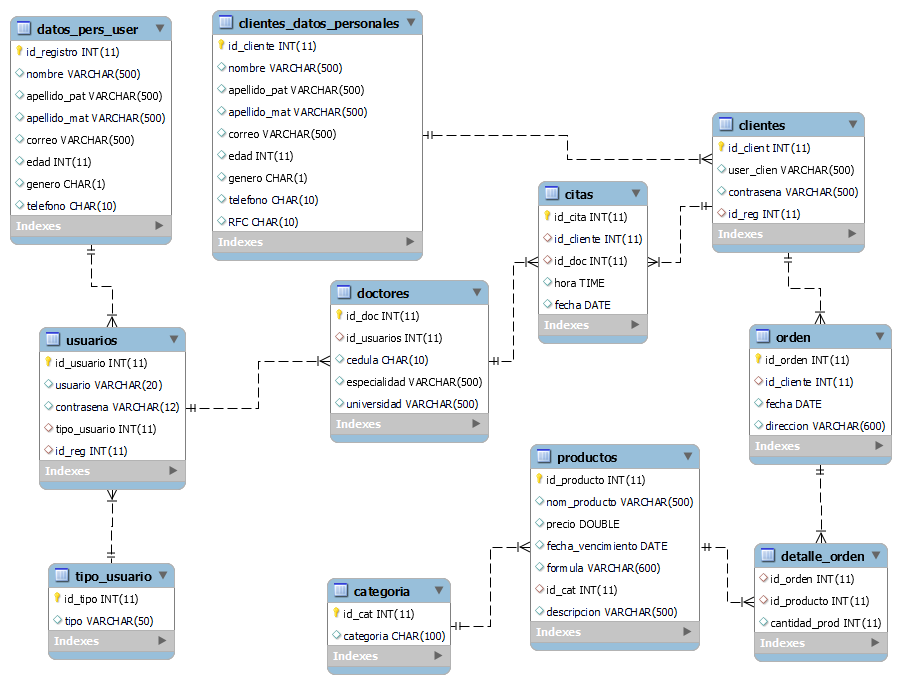 datos_pers_user
id_registro INT(11)
nombre VARCHAR(500)
apellido_pat VARCHAR(500)
apellido_mat VARCHAR(500)
correo VARCHAR(500)
edad INT(11)
genero CHAR(1)
telefono CHAR(10)
Indexes
clientes_datos_personales
id_cliente INT(11)
nombre VARCHAR(500)
apellido_pat VARCHAR(500)
apellido_mat VARCHAR(500)
correo VARCHAR(500)
edad INT(11)
genero CHAR(1)
telefono CHAR(10)
RFC CHAR(10)
Indexes
clientes
id_client INT(11)
user_clien VARCHAR(500)
contrasena VARCHAR(500)
id_reg INT(11)
Indexes
citas
id_cita INT(11)
id_cliente INT(11)
id_doc INT(11)
hora TIME
fecha DATE
Indexes
doctores
id_doc INT(11)
id_usuarios INT(11)
cedula CHAR(10)
especialidad VARCHAR(500)
universidad VARCHAR(500)
Indexes
usuarios
id_usuario INT(11)
usuario VARCHAR(20)
contrasena VARCHAR(12)
tipo_usuario INT(11)
id_reg INT(11)
Indexes
orden
id_orden INT(11)
id_cliente INT(11)
fecha DATE
direccion VARCHAR(600)
Indexes
productos
id_producto INT(11)
nom_producto VARCHAR(500)
precio DOUBLE
fecha_vencimiento DATE
formula VARCHAR(600)
id_cat INT(11)
descripcion VARCHAR(500)
Indexes
detalle_orden
id_orden INT(11)
id_producto INT(11)
cantidad_prod INT(11)
Indexes
tipo_usuario
id_tipo INT(11)
tipo VARCHAR(50)
Indexes
categoria
id_cat INT(11)
categoria CHAR(100)
Indexes